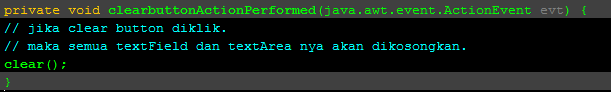 private void clearbuttonActionPerformed(java.awt.event.ActionEvent evt) {
// jika clear button diklik.
// maka semua textField dan textArea nya akan dikosongkan.
clear();
}